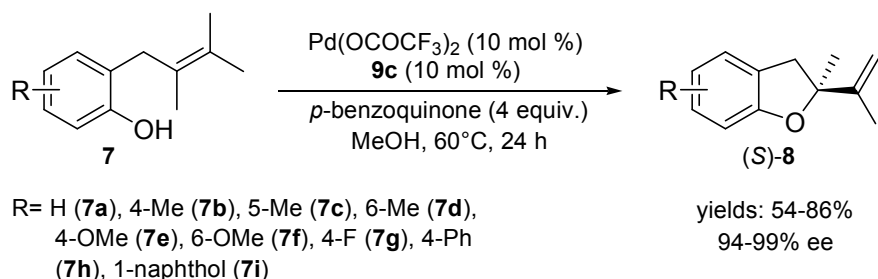 R
OH
7
Pd(OCOCF₃)₂ (10 mol %)
9c (10 mol %)
p-benzoquinone (4 equiv.)
MeOH, 60°C, 24 h
R
O
(S)-8
R= H (7a), 4-Me (7b), 5-Me (7c), 6-Me (7d),
4-OMe (7e), 6-OMe (7f), 4-F (7g), 4-Ph
(7h), 1-naphthol (7i)
yields: 54-86%
94-99% ee